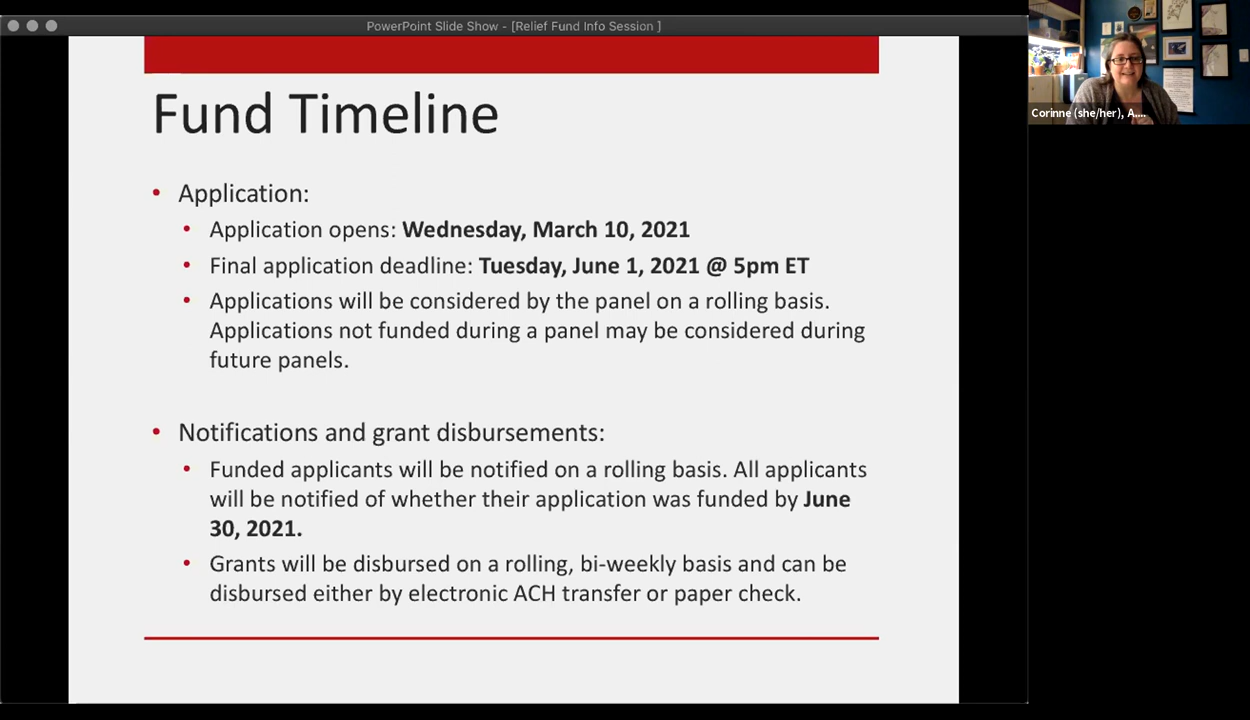 PowerPoint Slide Show - [Relief Fund Info Session ]
Fund Timeline
• Application:
• Application opens: Wednesday, March 10, 2021
• Final application deadline: Tuesday, June 1, 2021 @ 5pm ET
• Applications will be considered by the panel on a rolling basis.
Applications not funded during a panel may be considered during
future panels.
• Notifications and grant disbursements:
• Funded applicants will be notified on a rolling basis. All applicants
will be notified of whether their application was funded by June
30, 2021.
• Grants will be disbursed on a rolling, bi-weekly basis and can be
disbursed either by electronic ACH transfer or paper check.
Corinne (she/her), A....